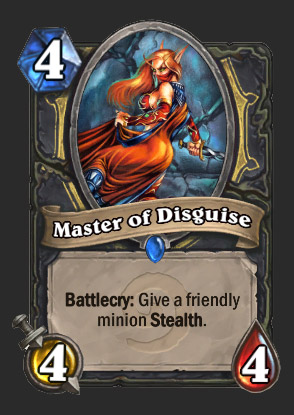 4
Master of Disguise
Battlecry: Give a friendly
minion Stealth.
4 4